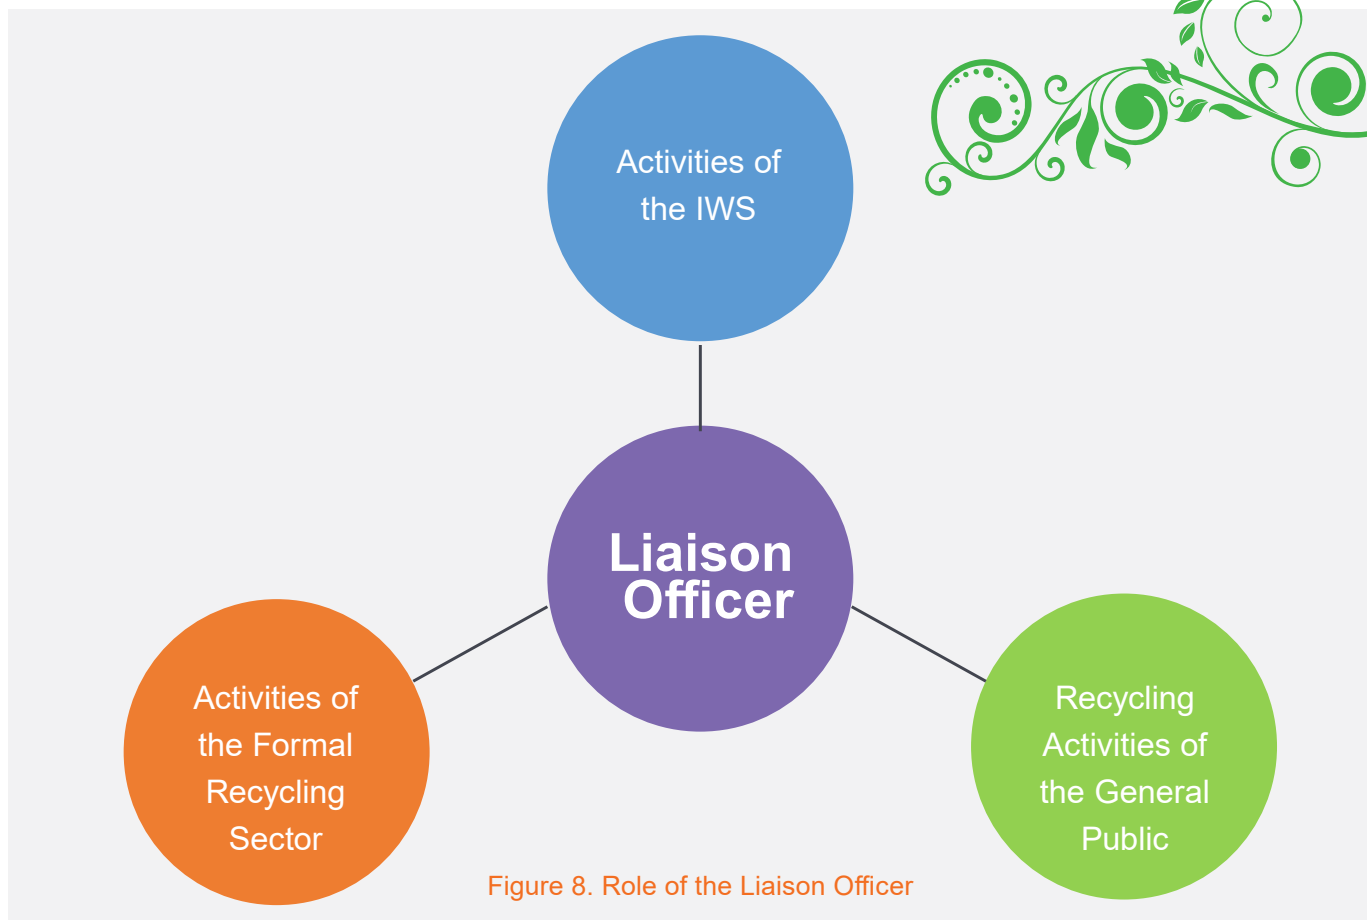 Activities of
the IWS
Liaison
Officer
Activities of
the Formal
Recycling
Sector
Recycling
Activities of
the General
Public
Figure 8. Role of the Liaison Officer